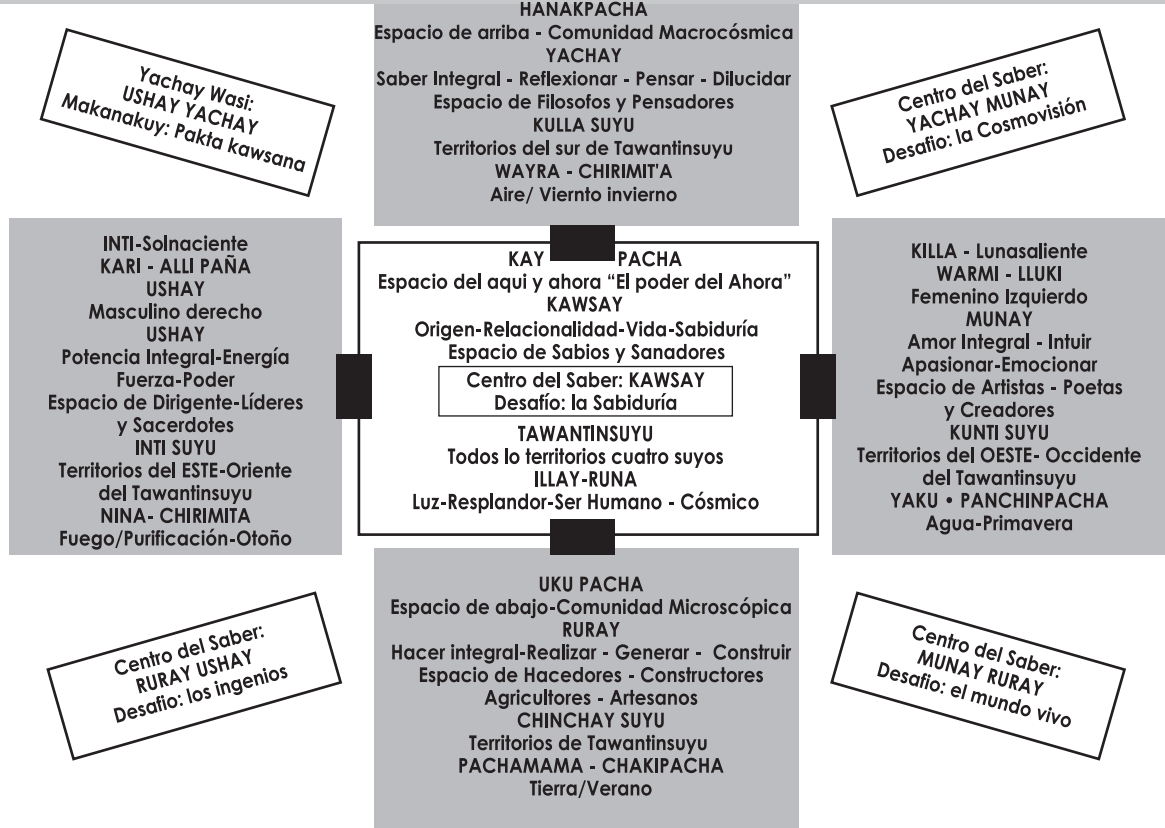 HANAKPACHA
Espacio de arriba - Comunidad Macrocósmica
YACHAY
Saber Integral - Reflexionar - Pensar - Dilucidar
Espacio de Filosofos y Pensadores
KULLA SUYU
Territorios del sur de Tawantinsuyu
WAYRA - CHIRIMIT'A
Aire/ Viernto invierno
Yachay Wasi:
USHAY YACHAY
Makanakuy: Pakta kawsana
Centro del Saber:
YACHAY MUNAY
Desafio: la Cosmovisión
INTI-Solnaciente
KARI - ALLI PAÑA
USHAY
Masculino derecho
USHAY
Potencia Integral-Energía
Fuerza-Poder
Espacio de Dirigente-Líderes
y Sacerdotes
INTI SUYU
Territorios del ESTE-Oriente
del Tawantinsuyu
NINA- CHIRIMITA
Fuego/Purificación-Otoño
KAY PACHA
Espacio del aqui y ahora “El poder del Ahora”
KAWSAY
Origen-Relacionalidad-Vida-Sabiduría
Espacio de Sabios y Sanadores
Centro del Saber: KAWSAY
Desafío: la Sabiduría
TAWANTINSUYU
Todos lo territorios cuatro suyos
ILLAY-RUNA
Luz-Resplandor-Ser Humano - Cósmico
KILLA - Lunasaliente
WARMI - LLUKI
Femenino Izquierdo
MUNAY
Amor Integral - Intuir
Apasionar-Emocionar
Espacio de Artistas - Poetas
y Creadores
KUNTI SUYU
Territorios del OESTE- Occidente
del Tawantinsuyu
YAKU • PANCHINPACHA
Agua-Primavera
Centro del Saber:
RURAY USHAY
Desafio: los ingenios
UKU PACHA
Espacio de abajo-Comunidad Microscópica
RURAY
Hacer integral-Realizar - Generar - Construir
Espacio de Hacedores - Constructores
Agricultores - Artesanos
CHINCHAY SUYU
Territorios de Tawantinsuyu
PACHAMAMA - CHAKIPACHA
Tierra/Verano
Centro del Saber:
MUNAY RURAY
Desafio: el mundo vivo